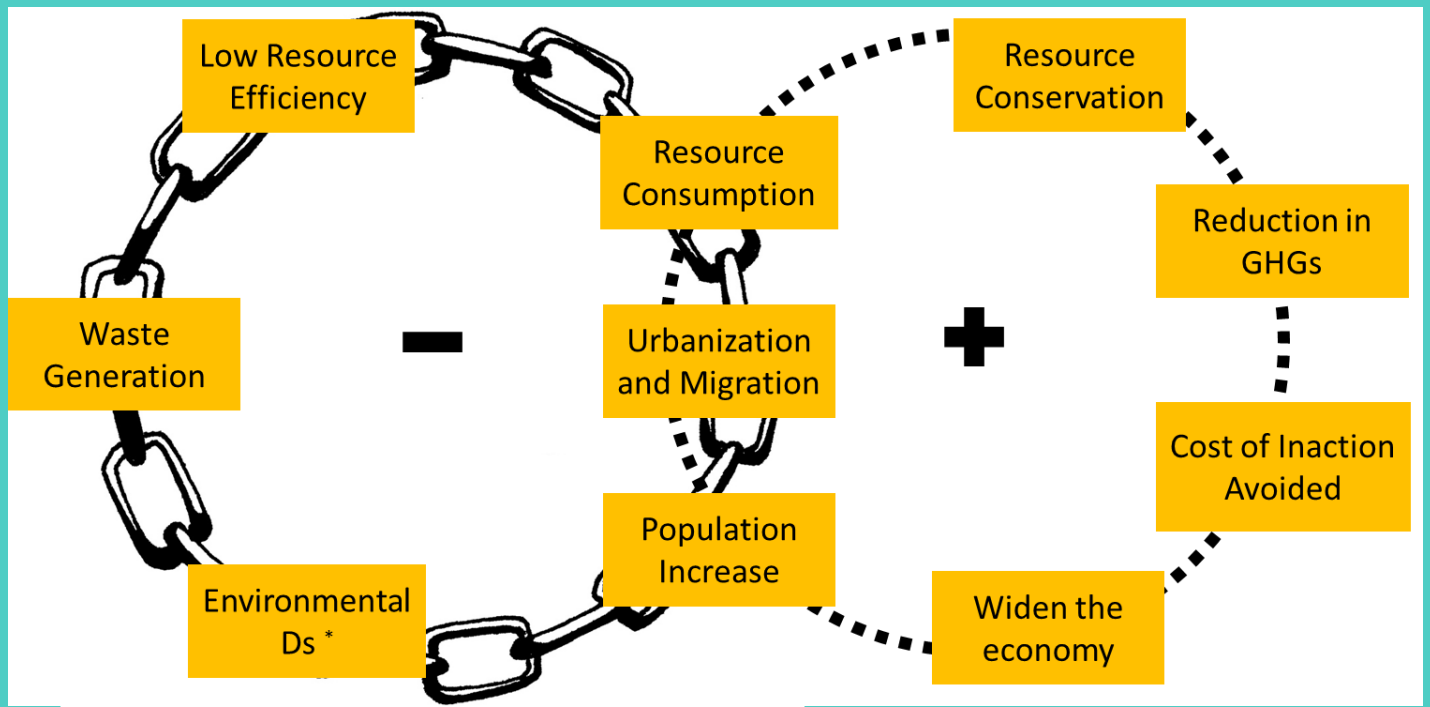 Low Resource
Efficiency
Resource
Consumption
Resource
Conservation
Reduction in
GHGs
Waste
Generation
Urbanization
and Migration
Cost of Inaction
Avoided
Population
Increase
Environmental
Ds *
Widen the
economy